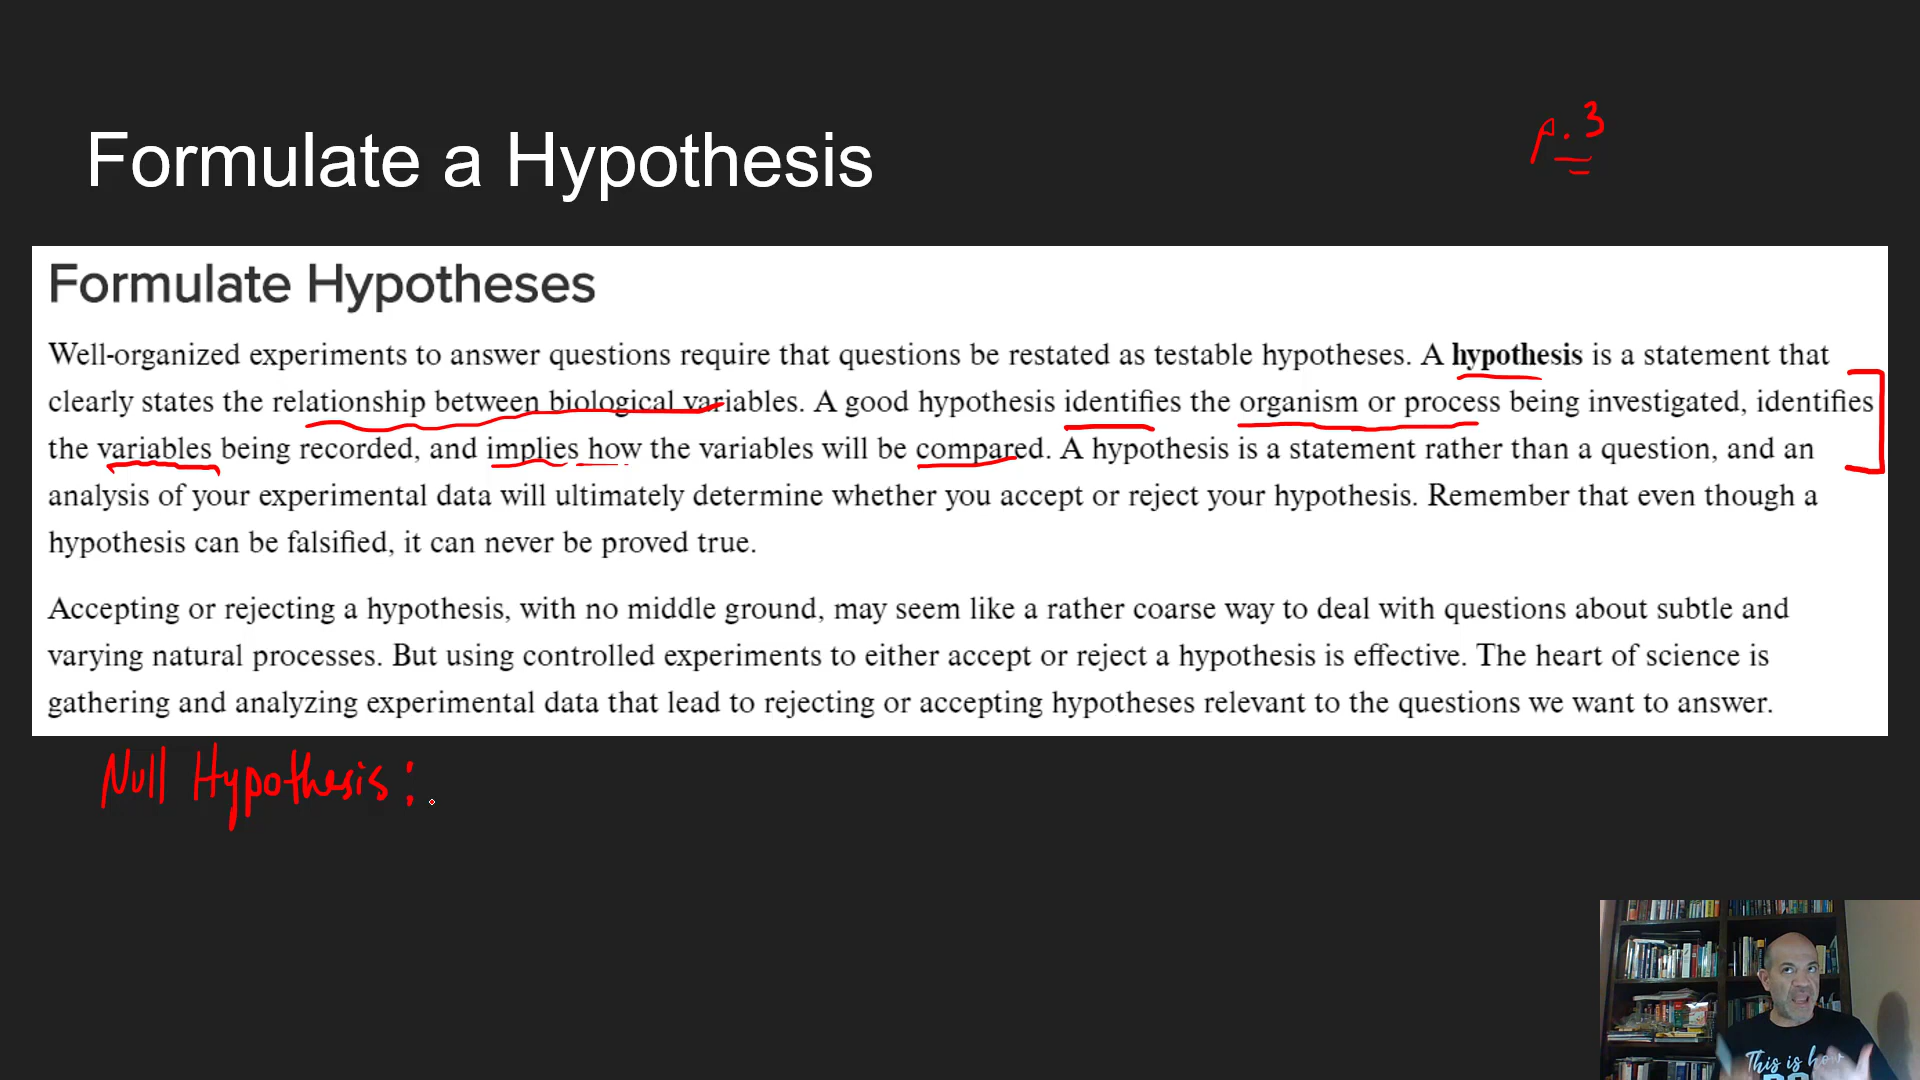 p. 3
Formulate a Hypothesis
Formulate Hypotheses
Well-organized experiments to answer questions require that questions be restated as testable hypotheses. A hypothesis is a statement that
clearly states the relationship between biological variables. A good hypothesis identifies the organism or process being investigated, identifies
the variables being recorded, and implies how the variables will be compared. A hypothesis is a statement rather than a question, and an
analysis of your experimental data will ultimately determine whether you accept or reject your hypothesis. Remember that even though a
hypothesis can be falsified, it can never be proved true.
Accepting or rejecting a hypothesis, with no middle ground, may seem like a rather coarse way to deal with questions about subtle and
varying natural processes. But using controlled experiments to either accept or reject a hypothesis is effective. The heart of science is
gathering and analyzing experimental data that lead to rejecting or accepting hypotheses relevant to the questions we want to answer.
Null Hypothesis:
This is how